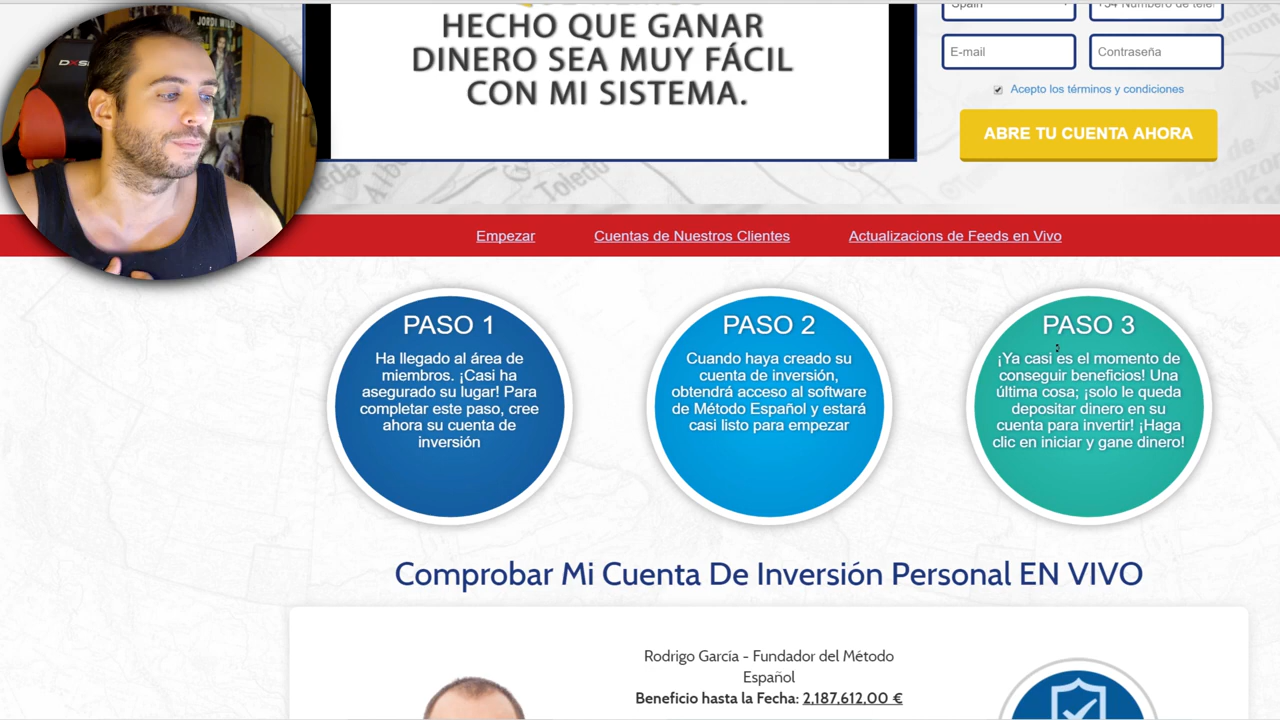 JORDI WILD
DXR
HECHO QUE GANAR
DINERO SEA MUY FÁCIL
CON MI SISTEMA.
Spain
E-mail
Contraseña
Acepto los términos y condiciones
ABRE TU CUENTA AHORA
Toledo
Empezar
Cuentas de Nuestros Clientes
Actualizacions de Feeds en Vivo
PASO 1
Ha llegado al área de
miembros. ¡Casi ha
asegurado su lugar! Para
completar este paso, cree
ahora su cuenta de
inversión
PASO 2
Cuando haya creado su
cuenta de inversión,
obtendrá acceso al software
de Método Español y estará
casi listo para empezar
PASO 3
¡Ya casi es el momento de
conseguir beneficios! Una
última cosa; ¡solo le queda
depositar dinero en su
cuenta para invertir! ¡Haga
clic en iniciar y gane dinero!
Comprobar Mi Cuenta De Inversión Personal EN VIVO
Rodrigo García - Fundador del Método
Español
Beneficio hasta la Fecha: 2,187,612,00 €